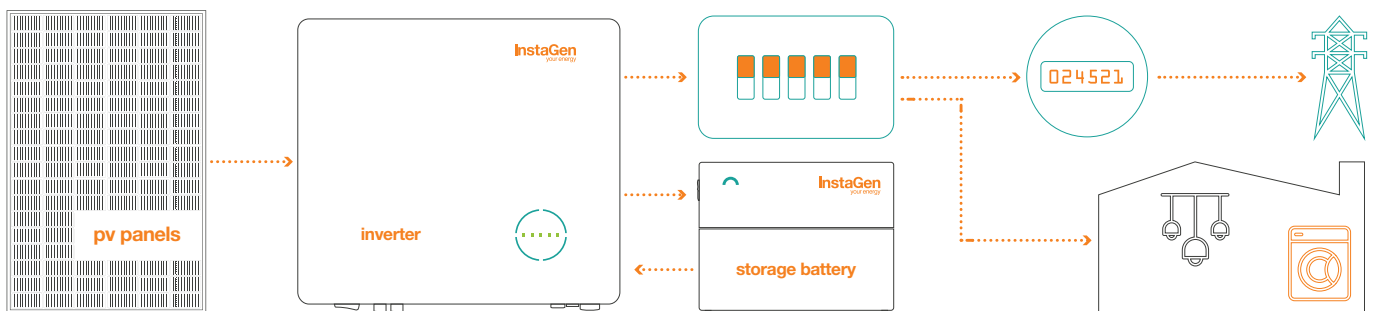 InstaGen
your energy
024521
InstaGen
your energy
pv panels
inverter
storage battery